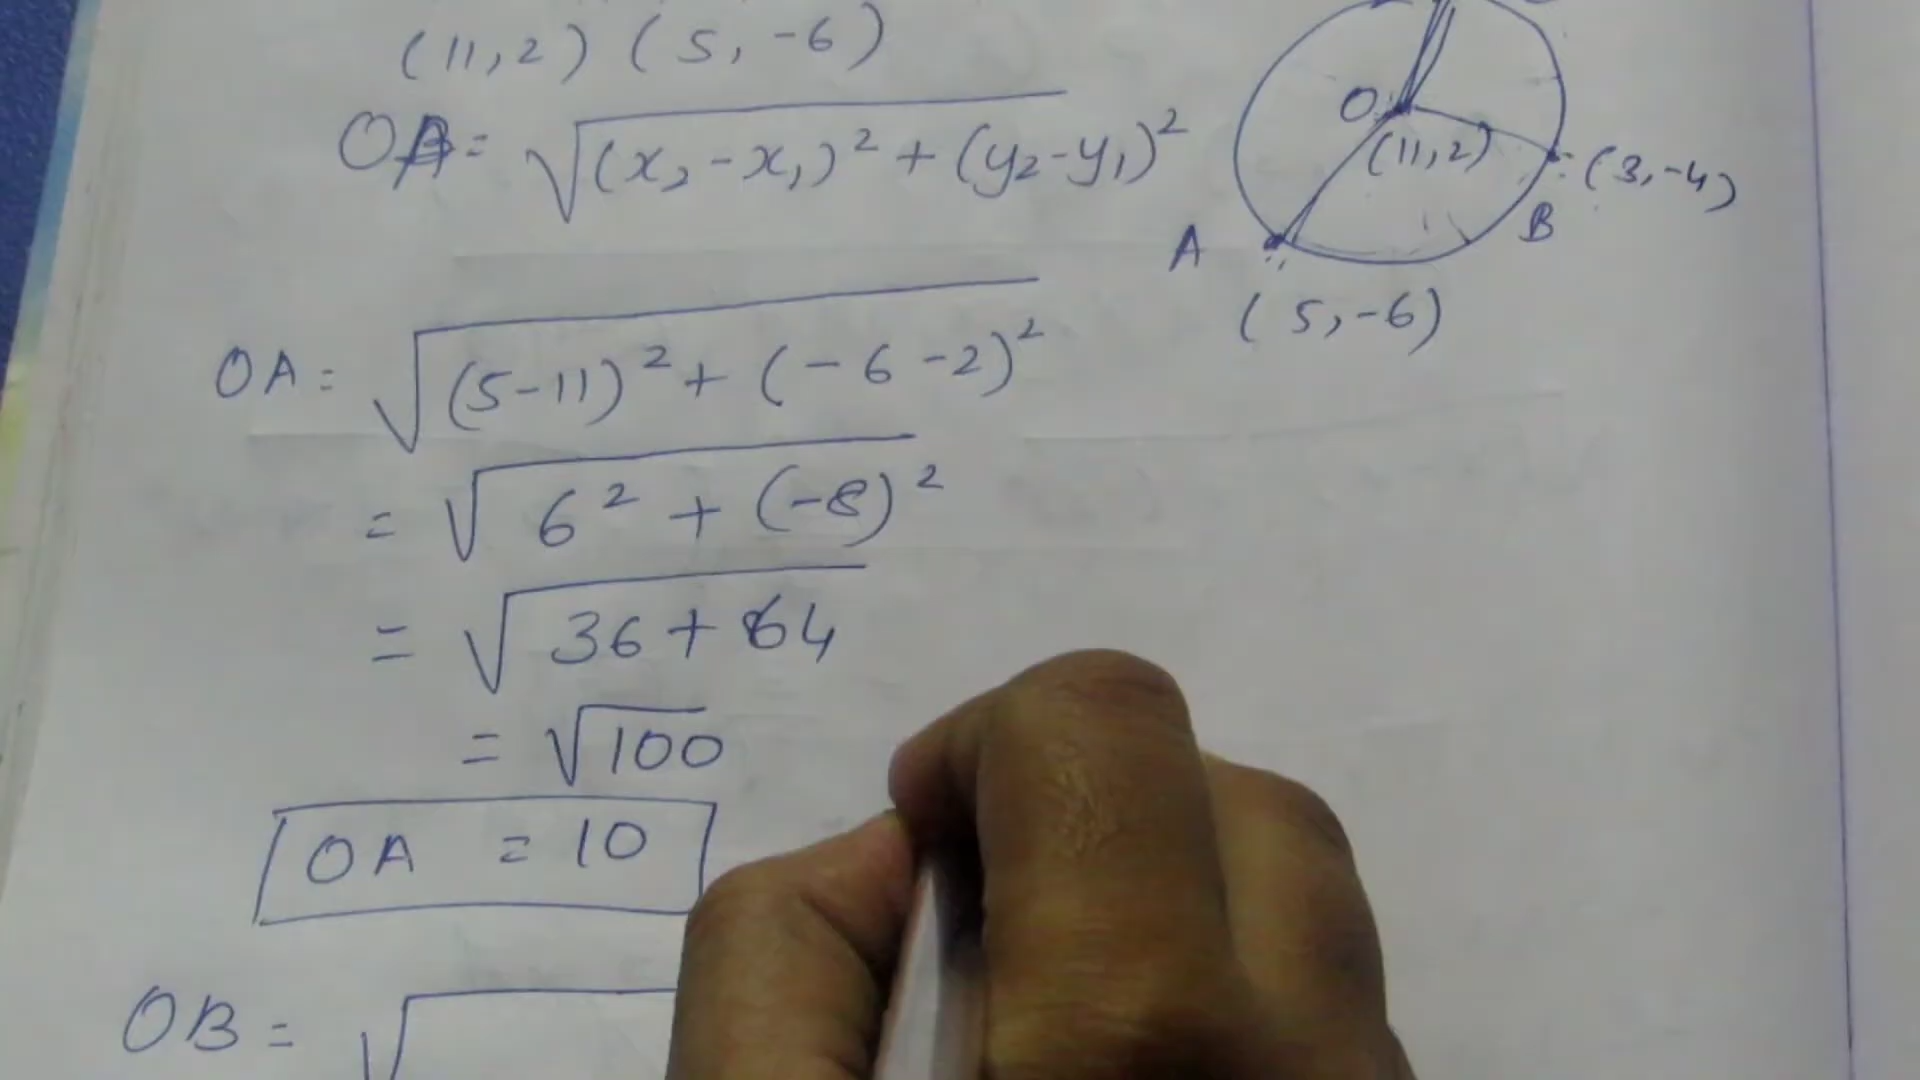 (11,2) (5,-6)
OA= √(x₂-x₁)²+(y₂-y₁)²
O
(11,2)
(3,-4)
B
A
(5,-6)
OA= √(5-11)²+(-6-2)²
= √6²+(-8)²
= √36+64
= √100
OA = 10
OB= √